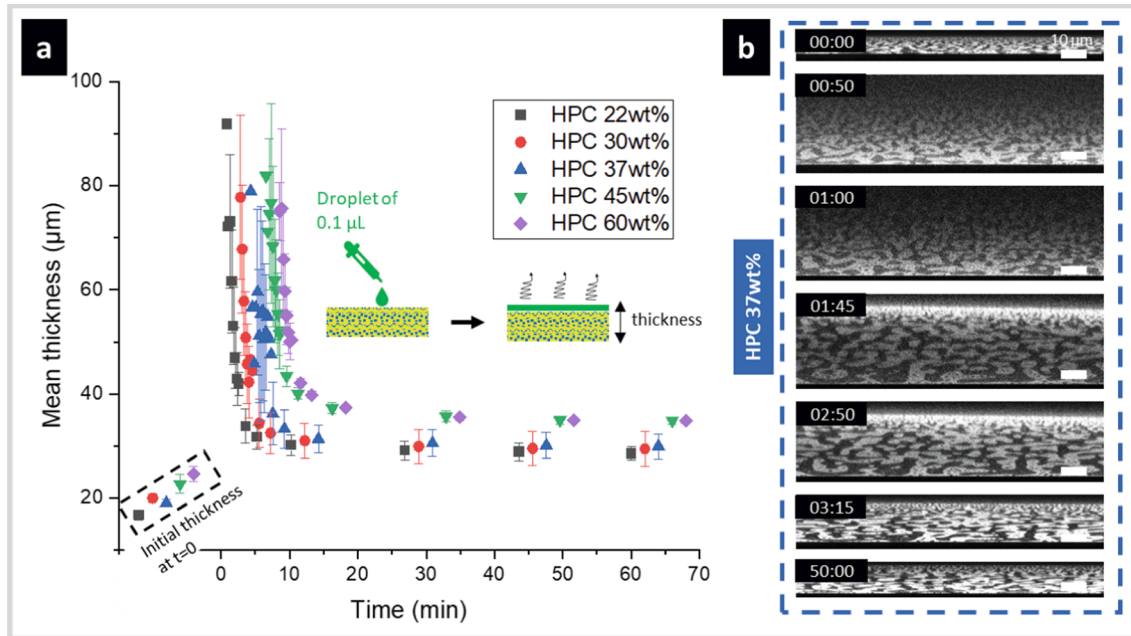 a
100
80
60
40
20
Mean thickness (µm)
HPC 22wt%
HPC 30wt%
HPC 37wt%
HPC 45wt%
HPC 60wt%
Droplet of
0.1 µL
thickness
Initial thickness
at t=0
0 10 20 30 40 50 60 70
Time (min)
b
HPC 37wt%
00:00
10 µm
00:50
01:00
01:45
02:50
03:15
50:00